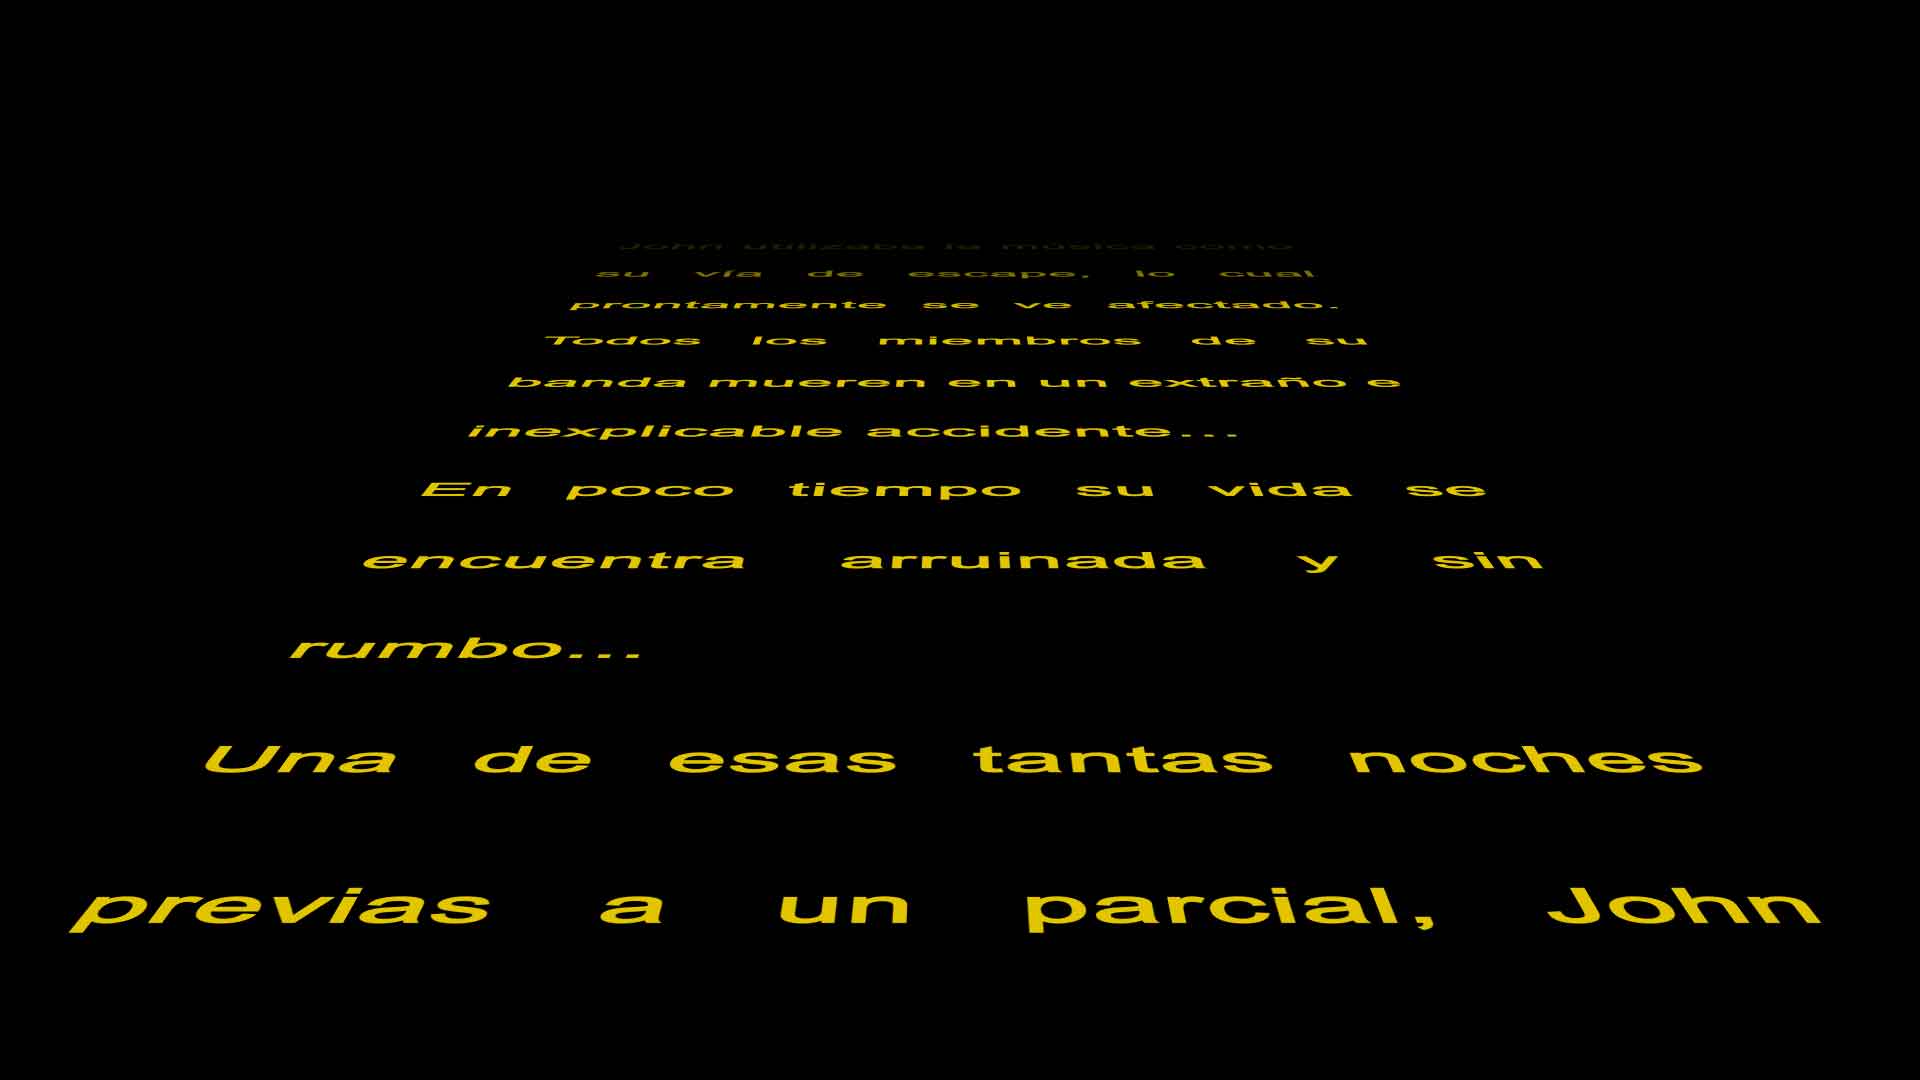 John utilizaba la música como
su vía de escape, lo cual
prontamente se ve afectado.
Todos los miembros de su
banda mueren en un extraño e
inexplicable accidente...
En poco tiempo su vida se
encuentra arruinada y sin
rumbo...
Una de esas tantas noches
previas a un parcial, John